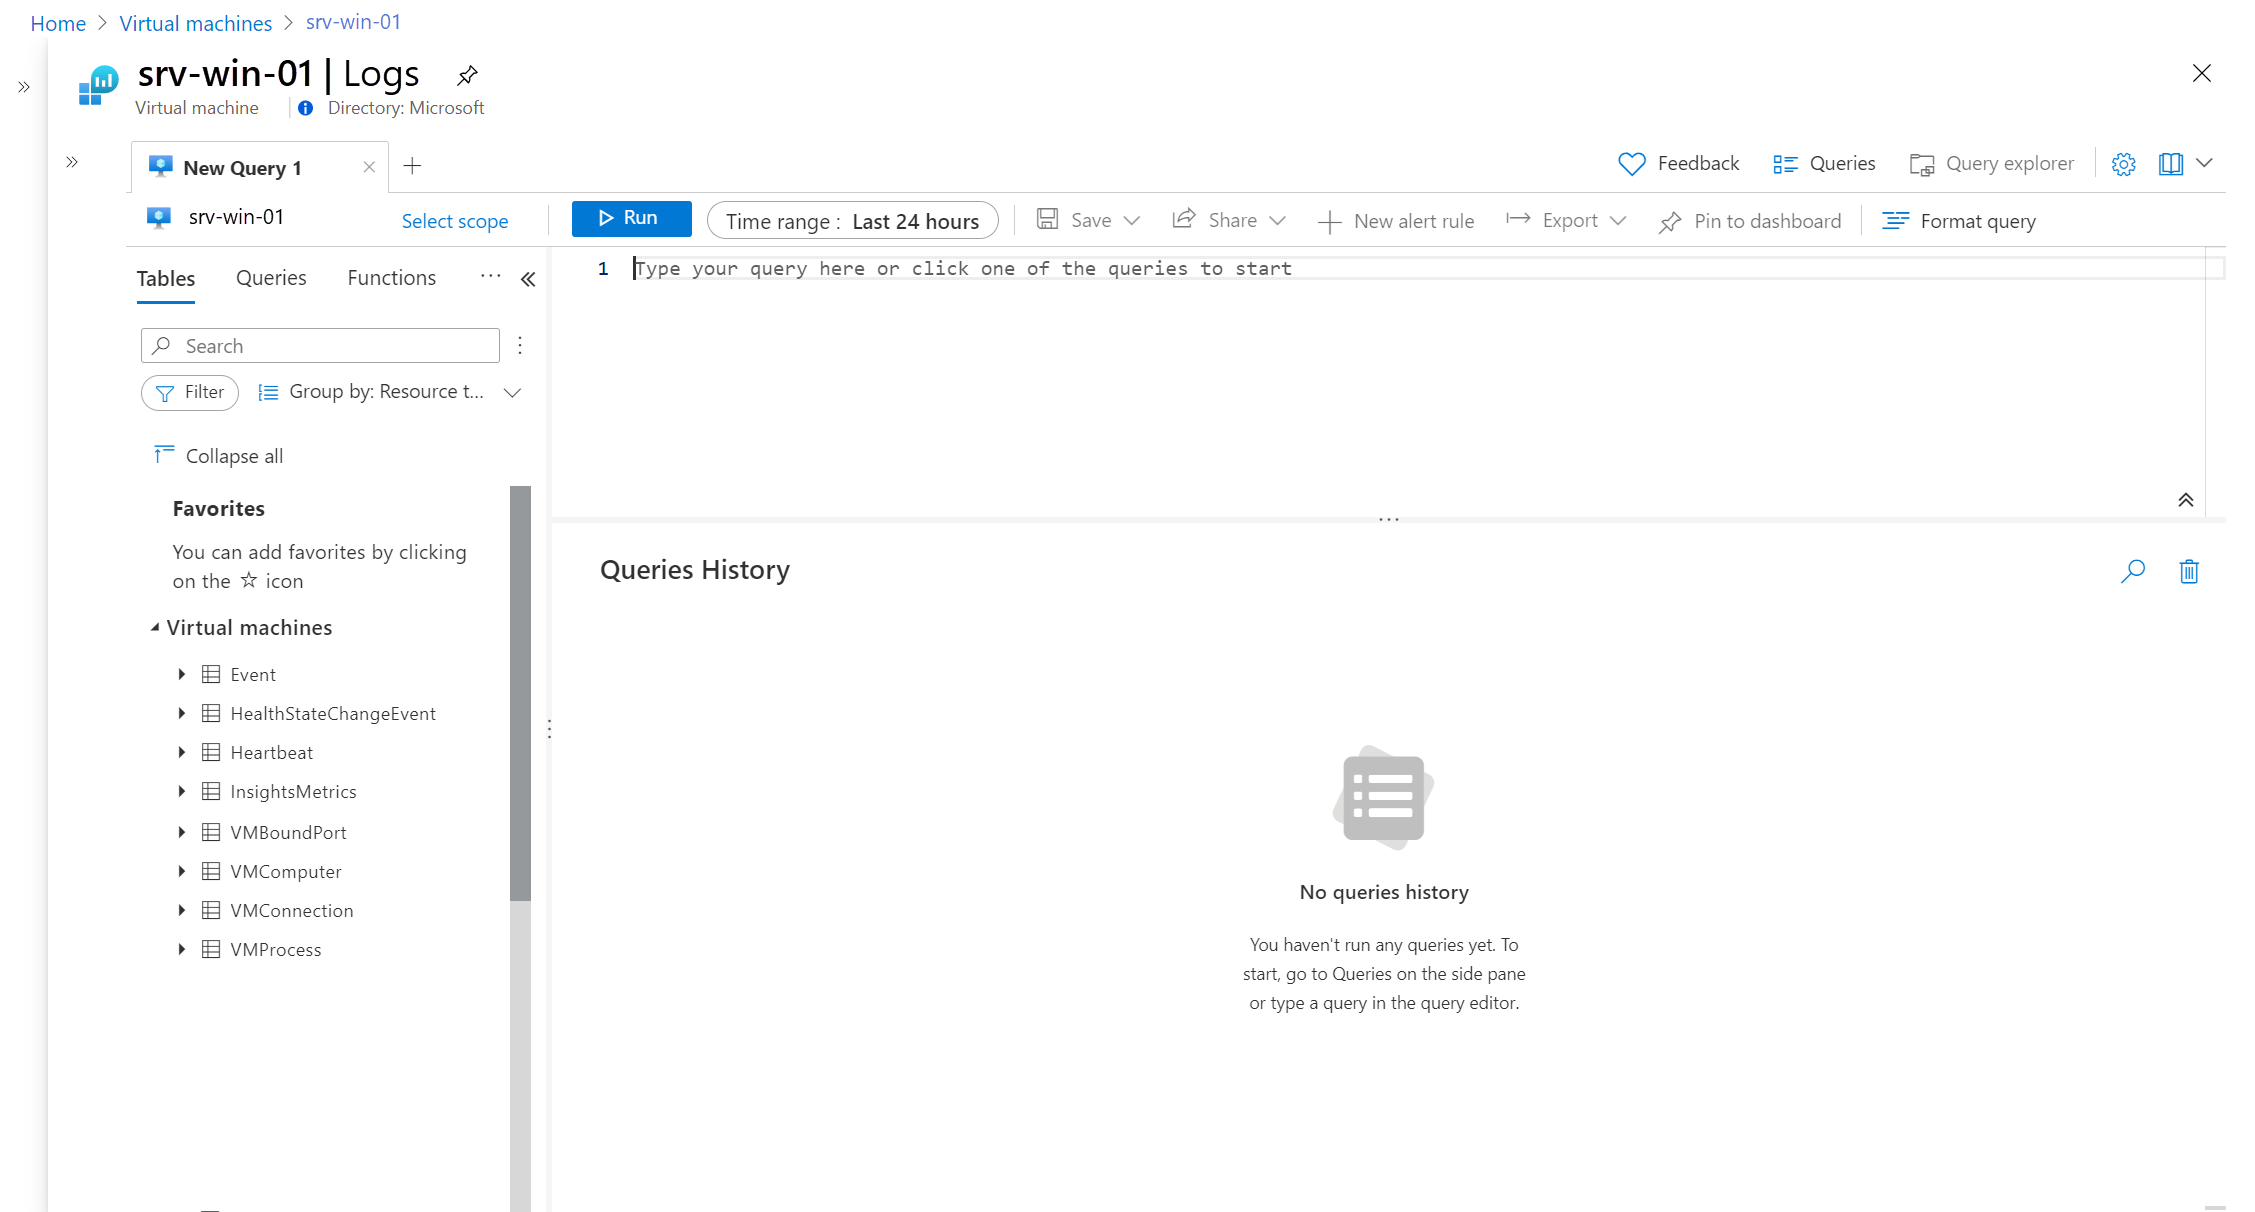 Home > Virtual machines > srv-win-01
srv-win-01 | Logs
Virtual machine
Directory: Microsoft
New Query 1
Feedback
Queries
Query explorer
srv-win-01
Select scope
Run
Time range : Last 24 hours
Save
Share
New alert rule
Export
Pin to dashboard
Format query
Tables
Queries
Functions
1
Type your query here or click one of the queries to start
Search
Filter
Group by: Resource t...
Collapse all
Favorites
You can add favorites by clicking
on the ☆ icon
Virtual machines
Event
HealthStateChangeEvent
Heartbeat
InsightsMetrics
VMBoundPort
VMComputer
VMConnection
VMProcess
Queries History
No queries history
You haven't run any queries yet. To
start, go to Queries on the side pane
or type a query in the query editor.